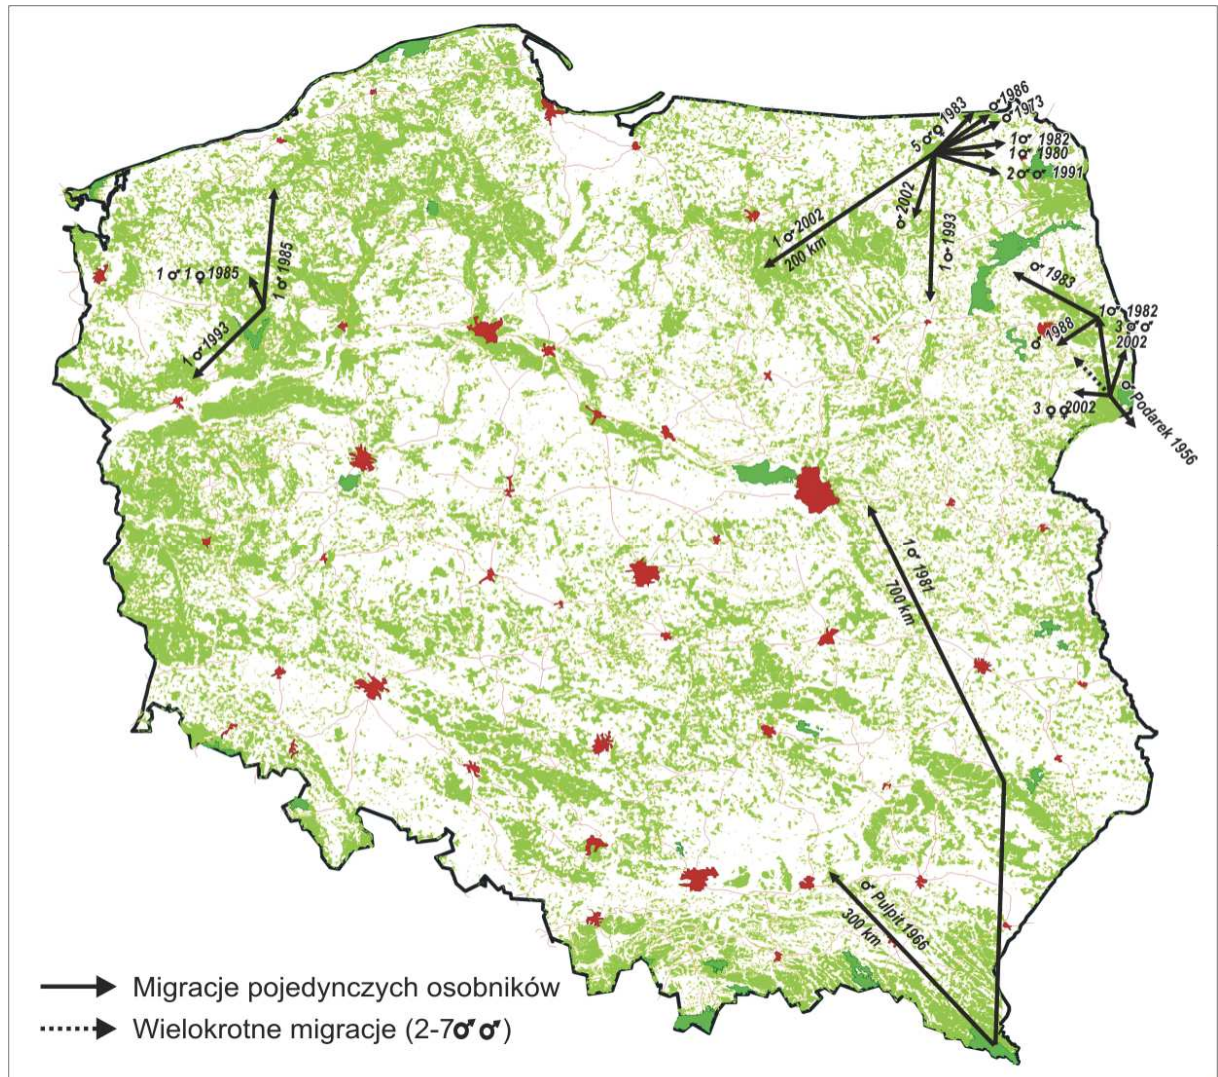 5 ♂♀ 1983
♂ 1986
♂ 1973
1♂ 1982
1♂ 1980
2♂♂ 1991
♂ 2002
1♂ 2002
200 km
1♂ 1993
1 ♂ 1 ♀ 1985
1♂ 1985
1♂ 1993
♂ 1983
1♂ 1982
3♂♂
2002
♂ 1988
3 ♀♀2002
♂ Podarek 1956
1♂ 1981
700 km
♂ Pulpit 1966
300 km
Migracje pojedynczych osobników
Wielokrotne migracje (2-7♂♂)